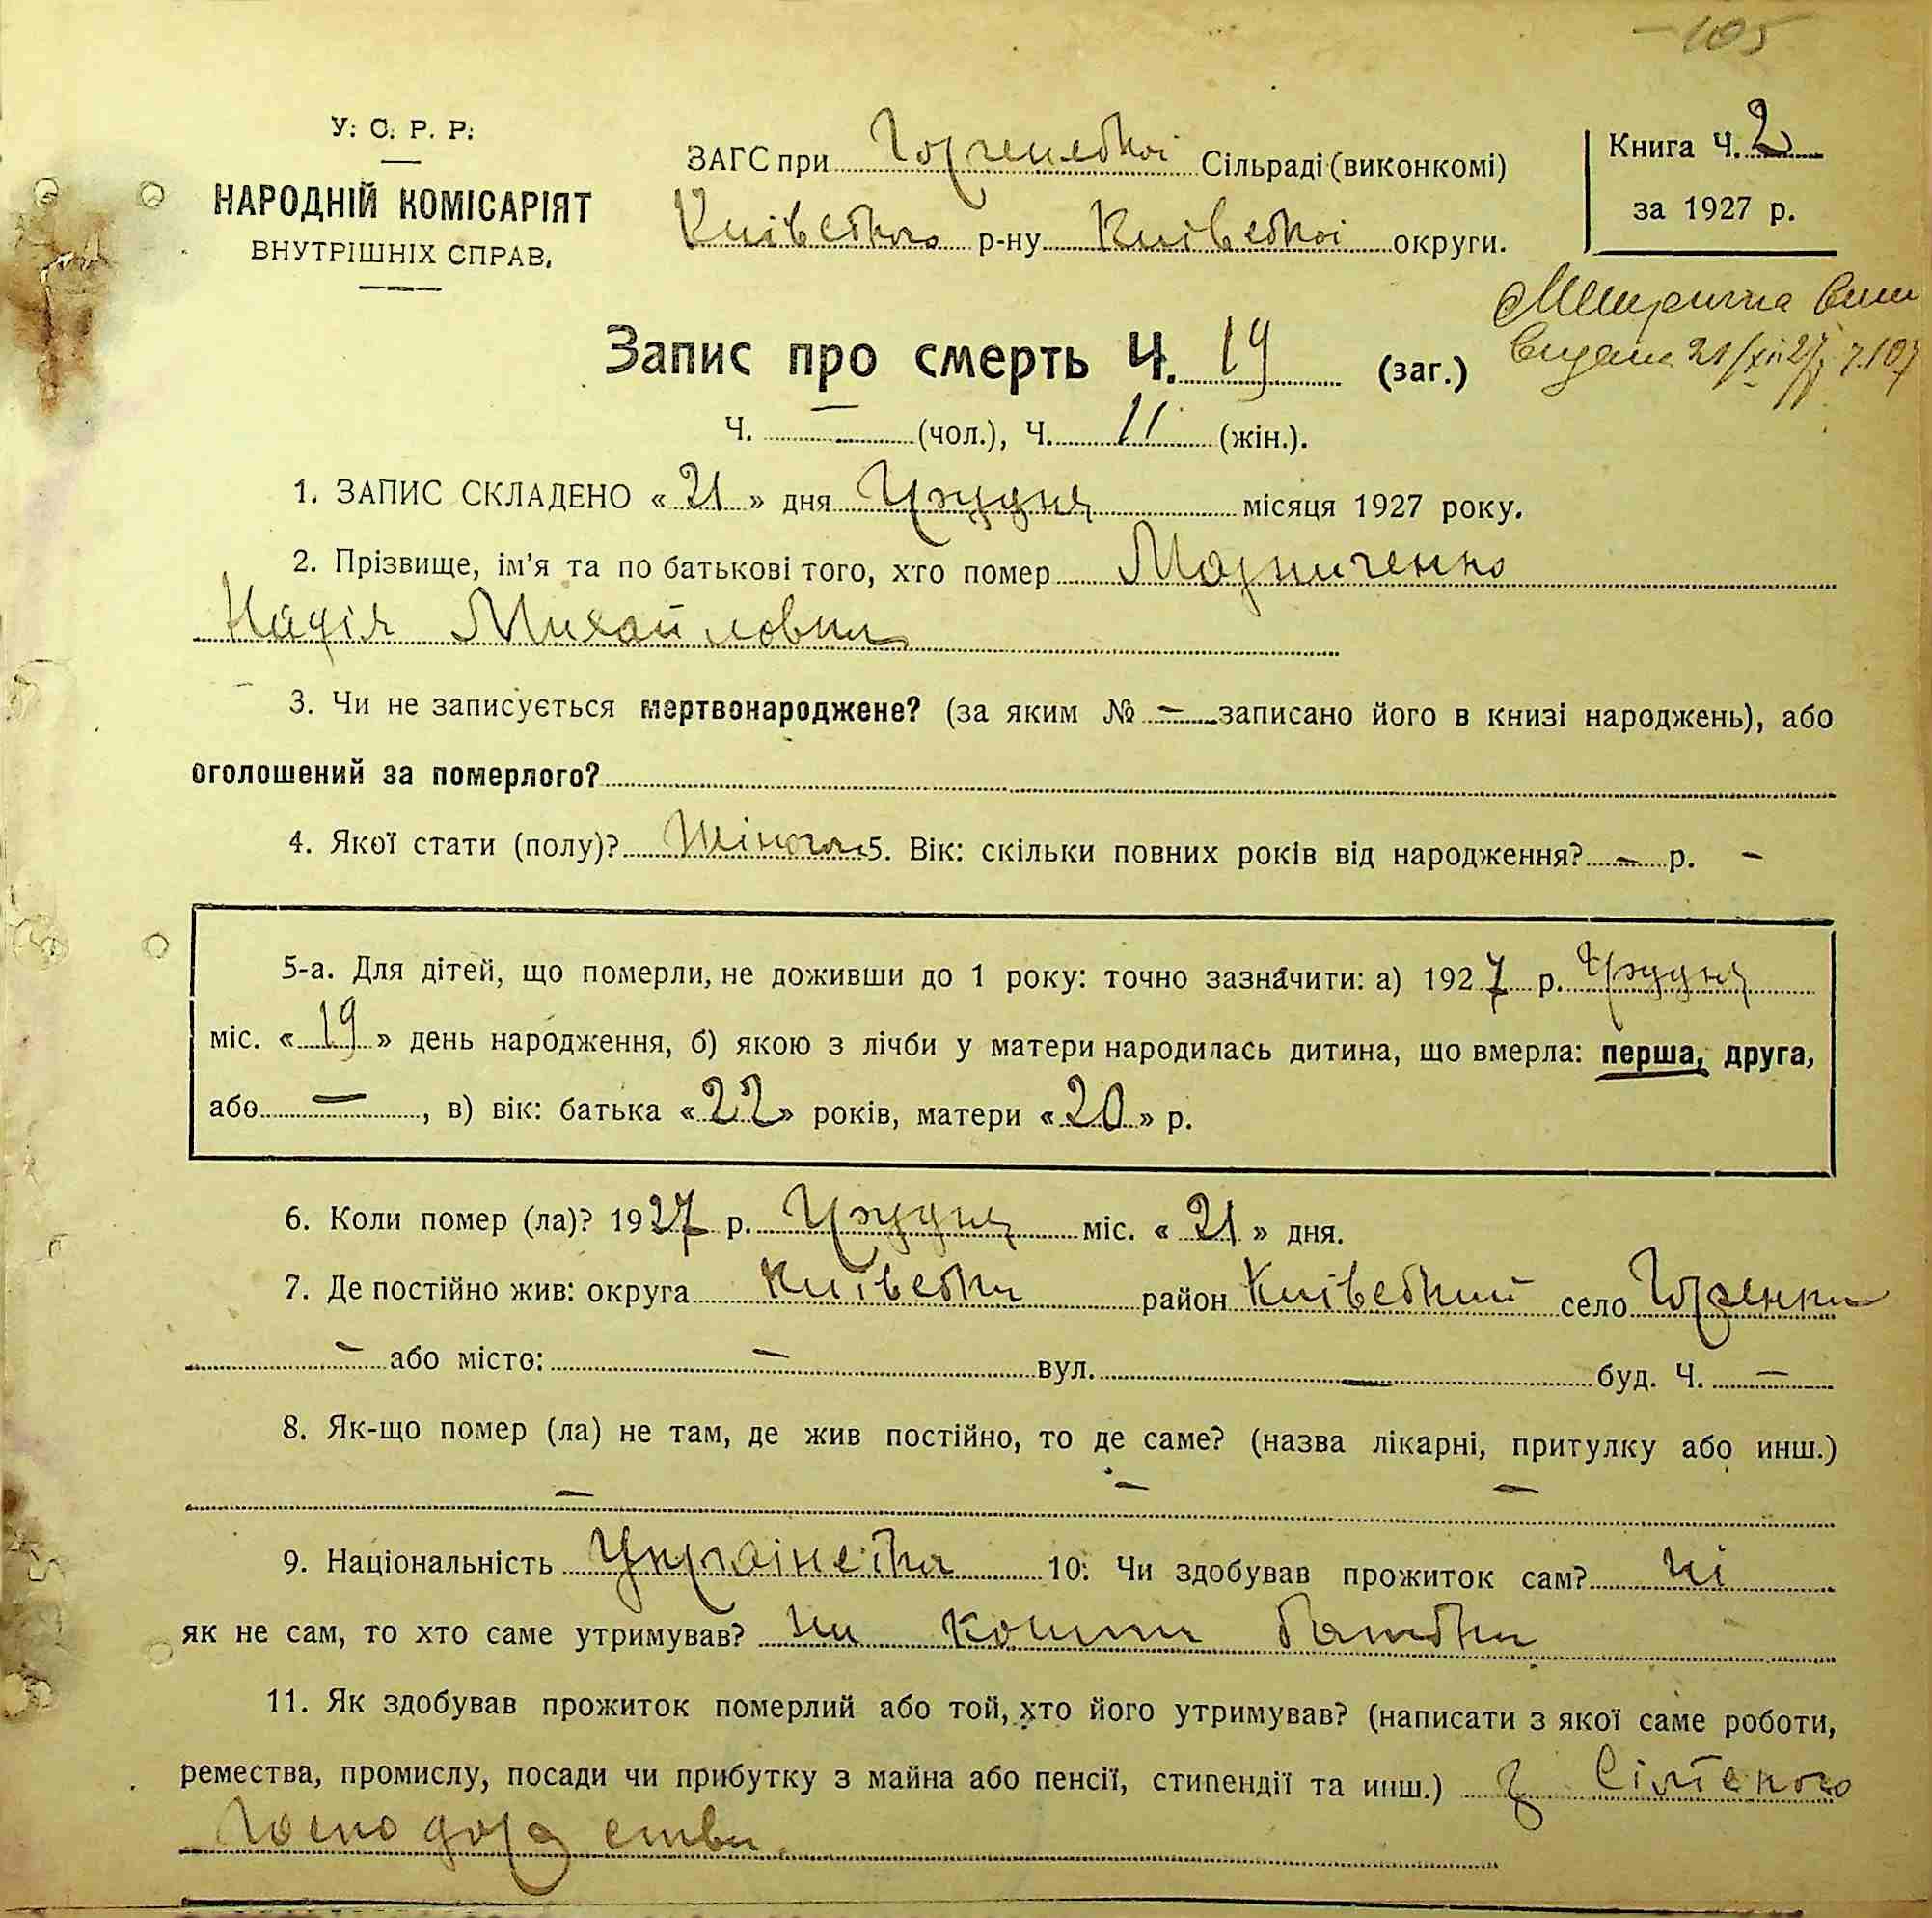 105
У. С. Р. Р.
НАРОДНІЙ КОМІСАРІЯТ
ВНУТРІШНІХ СПРАВ.
ЗАГС при Горенській Сільраді (виконкомі)
Київського р-ну Київської округи.
Книга Ч. 2
за 1927 р.
Метрична
Видана 21/XII 27
Запис про смерть Ч. 19 (заг.)
Ч. — (чол.), Ч. 11 (жін.).
1. ЗАПИС СКЛАДЕНО « 21 » дня Грудня місяця 1927 року.
2. Прізвище, ім'я та по батькові того, хто помер
Надія Михайловна
3. Чи не записується мертвонароджене? (за яким № — записано його в книзі народжень), або
оголошений за померлого?
4. Якої стати (полу)? Жіноча 5. Вік: скільки повних років від народження? — р. —
5-а. Для дітей, що померли, не доживши до 1 року: точно зазначити: а) 1927 р. Грудня
міс. « 19 » день народження, б) якою з лічби у матери народилась дитина, що вмерла: перша, друга,
або —, в) вік: батька «22» років, матери «20» р.
6. Коли помер (ла)? 1927 р. Грудня міс. « 21 » дня.
7. Де постійно жив: округа Київська район Київський село Горенка
— або місто: — вул. — буд. Ч. —
8. Як-що помер (ла) не там, де жив постійно, то де саме? (назва лікарні, притулку або инш.)
— — —
9. Національність Українська 10. Чи здобував прожиток сам? ні
як не сам, то хто саме утримував? на кошти батька
11. Як здобував прожиток померлий або той, хто його утримував? (написати з якої саме роботи,
ремества, промислу, посади чи прибутку з майна або пенсії, стипендії та инш.) з Сільського
господарства.